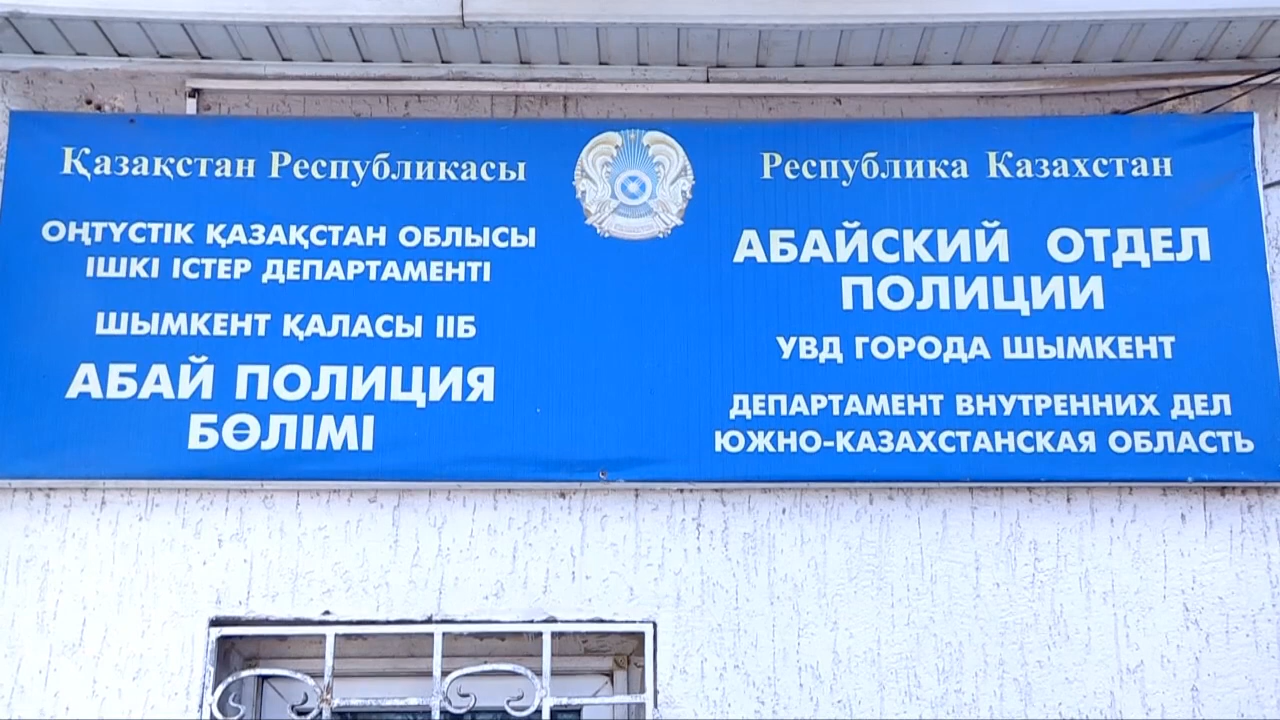 Қазақстан Республикасы
ОҢТҮСТІК ҚАЗАҚСТАН ОБЛЫСЫ
ІШКІ ІСТЕР ДЕПАРТАМЕНТІ
ШЫМКЕНТ ҚАЛАСЫ ІІБ
АБАЙ ПОЛИЦИЯ
БӨЛІМІ
Республика Казахстан
АБАЙСКИЙ ОТДЕЛ
ПОЛИЦИИ
УВД ГОРОДА ШЫМКЕНТ
ДЕПАРТАМЕНТ ВНУТРЕННИХ ДЕЛ
ЮЖНО-КАЗАХСТАНСКАЯ ОБЛАСТЬ